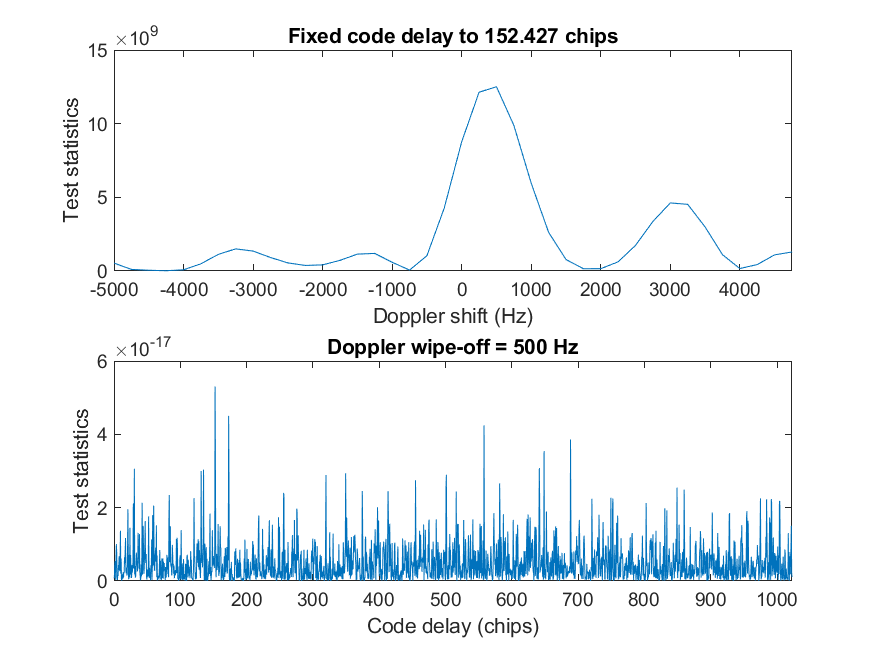 ×10^9
Fixed code delay to 152.427 chips
15
10
5
0
Test statistics
-5000 -4000 -3000 -2000 -1000 0 1000 2000 3000 4000
Doppler shift (Hz)
×10^-17
Doppler wipe-off = 500 Hz
6
4
2
0
Test statistics
0 100 200 300 400 500 600 700 800 900 1000
Code delay (chips)